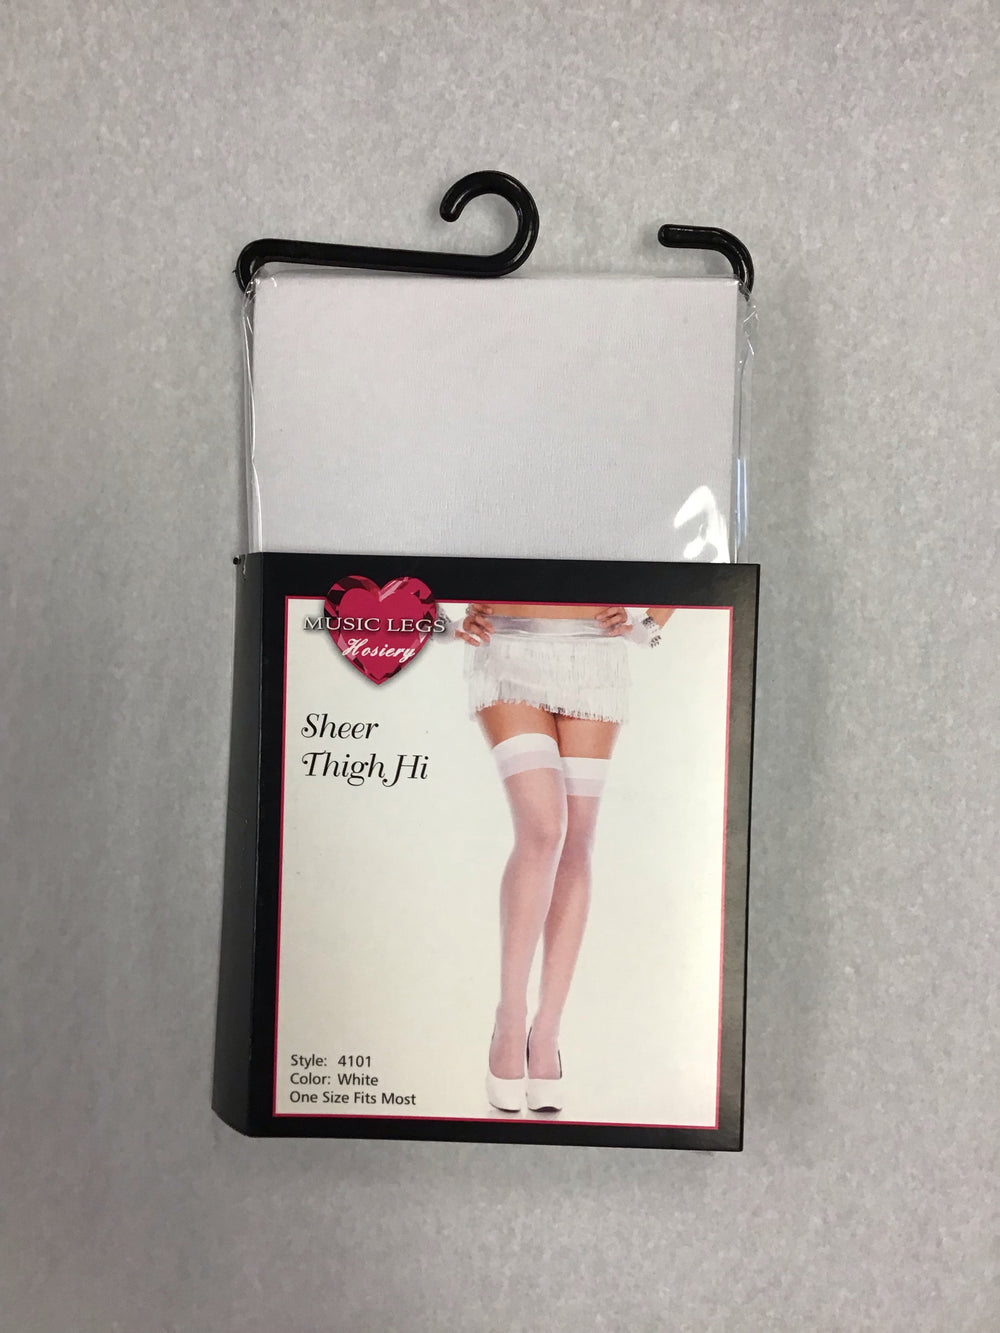 MUSIC LEGS
Hosiery
Sheer
Thigh Hi
Style: 4101
Color: White
One Size Fits Most